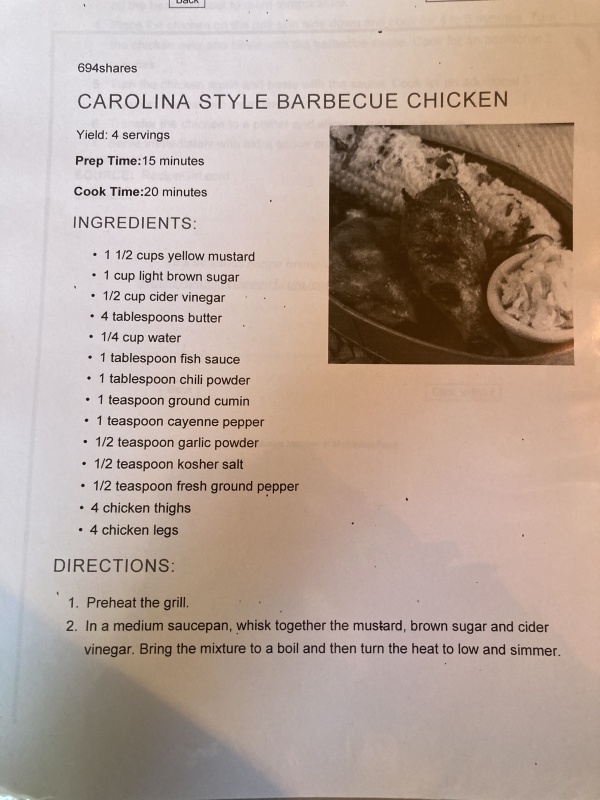 Back
694shares
CAROLINA STYLE BARBECUE CHICKEN
Yield: 4 servings
Prep Time:15 minutes
Cook Time:20 minutes
INGREDIENTS:
• 1 1/2 cups yellow mustard
• 1 cup light brown sugar
• 1/2 cup cider vinegar
• 4 tablespoons butter
• 1/4 cup water
• 1 tablespoon fish sauce
• 1 tablespoon chili powder
• 1 teaspoon ground cumin
• 1 teaspoon cayenne pepper
• 1/2 teaspoon garlic powder
• 1/2 teaspoon kosher salt
• 1/2 teaspoon fresh ground pepper
• 4 chicken thighs
• 4 chicken legs
DIRECTIONS:
1. Preheat the grill.
2. In a medium saucepan, whisk together the mustard, brown sugar and cider
vinegar. Bring the mixture to a boil and then turn the heat to low and simmer.